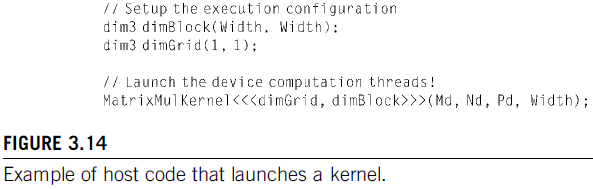 // Setup the execution configuration
dim3 dimBlock(Width, Width);
dim3 dimGrid(1, 1);
// Launch the device computation threads!
MatrixMulKernel<<<dimGrid, dimBlock>>>(Md, Nd, Pd, Width);
FIGURE 3.14
Example of host code that launches a kernel.